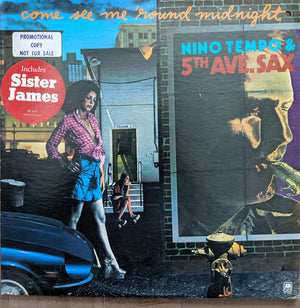 come see me 'round midnight
PROMOTIONAL
COPY
NOT FOR SALE
Includes
Sister
James
NINO TEMPO &
5TH AVE. SAX
A&M